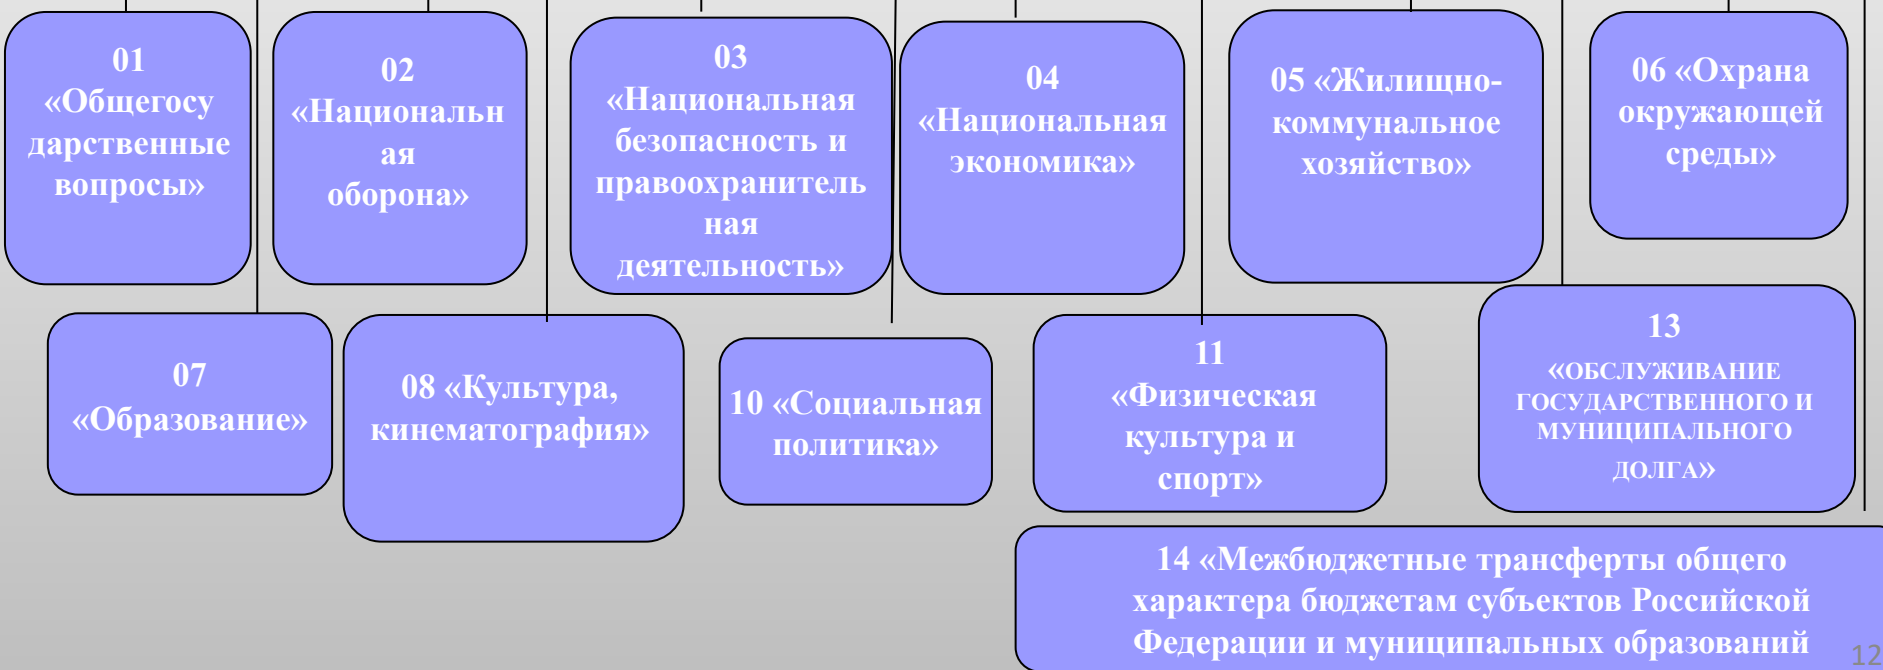 01
«Общегосу
дарственные
вопросы»
02
«Национальн
ая
оборона»
03
«Национальная
безопасность и
правоохранитель
ная
деятельность»
04
«Национальная
экономика»
05 «Жилищно-
коммунальное
хозяйство»
06 «Охрана
окружающей
среды»
07
«Образование»
08 «Культура,
кинематография»
10 «Социальная
политика»
11
«Физическая
культура и
спорт»
13
«ОБСЛУЖИВАНИЕ
ГОСУДАРСТВЕННОГО И
МУНИЦИПАЛЬНОГО
ДОЛГА»
14 «Межбюджетные трансферты общего
характера бюджетам субъектов Российской
Федерации и муниципальных образований
12